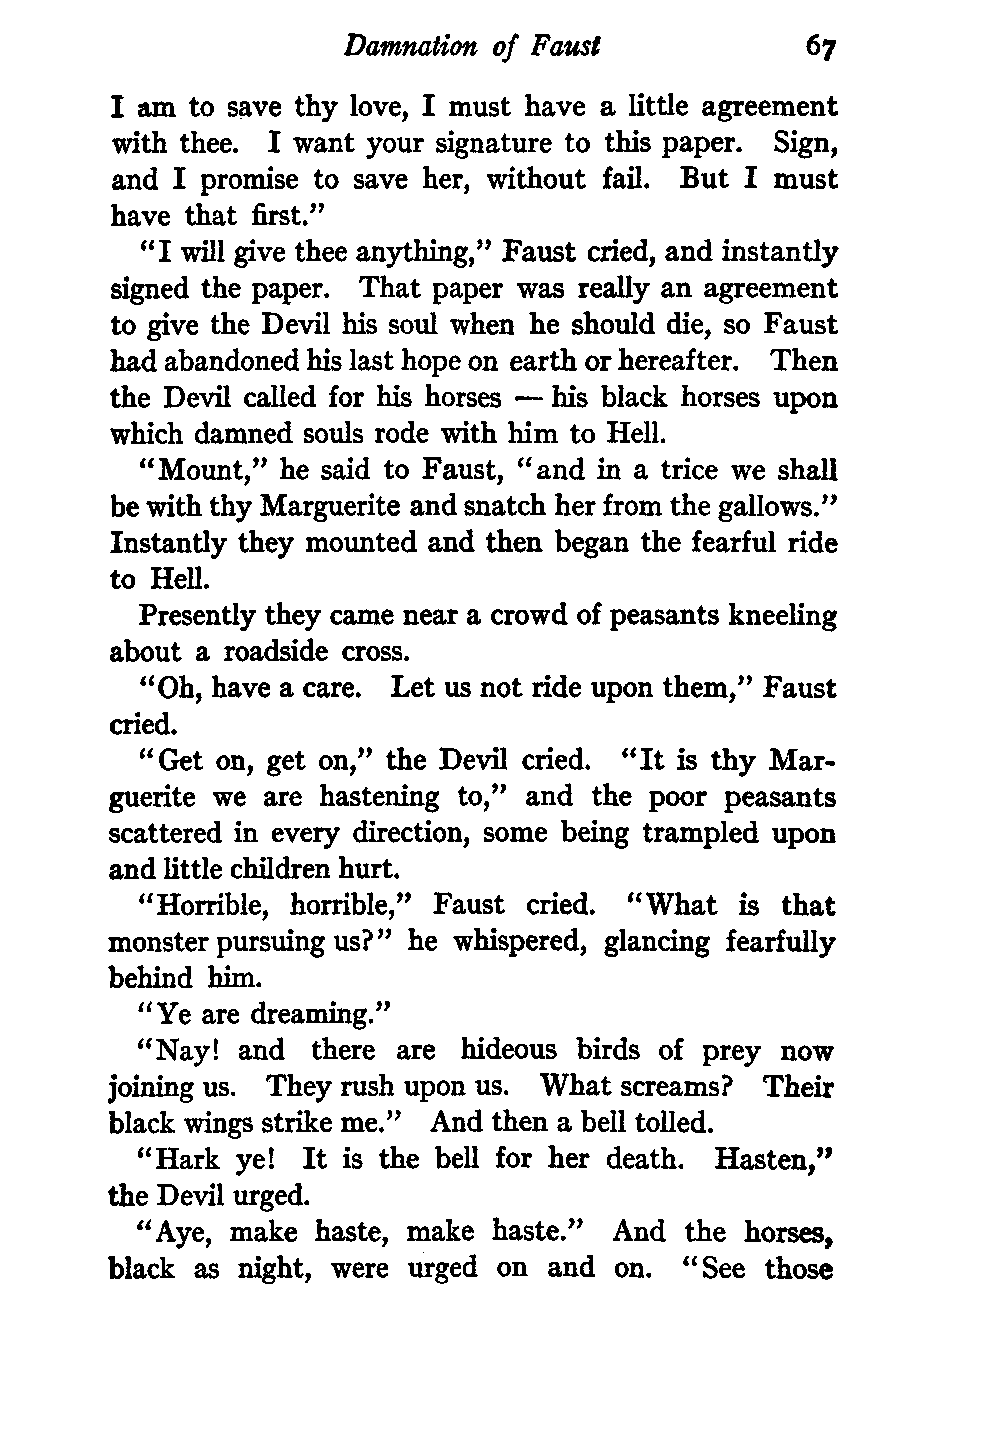 Damnation of Faust 67
I am to save thy love, I must have a little agreement
with thee. I want your signature to this paper. Sign,
and I promise to save her, without fail. But I must
have that first."
"I will give thee anything," Faust cried, and instantly
signed the paper. That paper was really an agreement
to give the Devil his soul when he should die, so Faust
had abandoned his last hope on earth or hereafter. Then
the Devil called for his horses — his black horses upon
which damned souls rode with him to Hell.
"Mount," he said to Faust, "and in a trice we shall
be with thy Marguerite and snatch her from the gallows."
Instantly they mounted and then began the fearful ride
to Hell.
Presently they came near a crowd of peasants kneeling
about a roadside cross.
"Oh, have a care. Let us not ride upon them," Faust
cried.
"Get on, get on," the Devil cried. "It is thy Mar-
guerite we are hastening to," and the poor peasants
scattered in every direction, some being trampled upon
and little children hurt.
"Horrible, horrible," Faust cried. "What is that
monster pursuing us?" he whispered, glancing fearfully
behind him.
"Ye are dreaming."
"Nay! and there are hideous birds of prey now
joining us. They rush upon us. What screams? Their
black wings strike me." And then a bell tolled.
"Hark ye! It is the bell for her death. Hasten,"
the Devil urged.
"Aye, make haste, make haste." And the horses,
black as night, were urged on and on. "See those